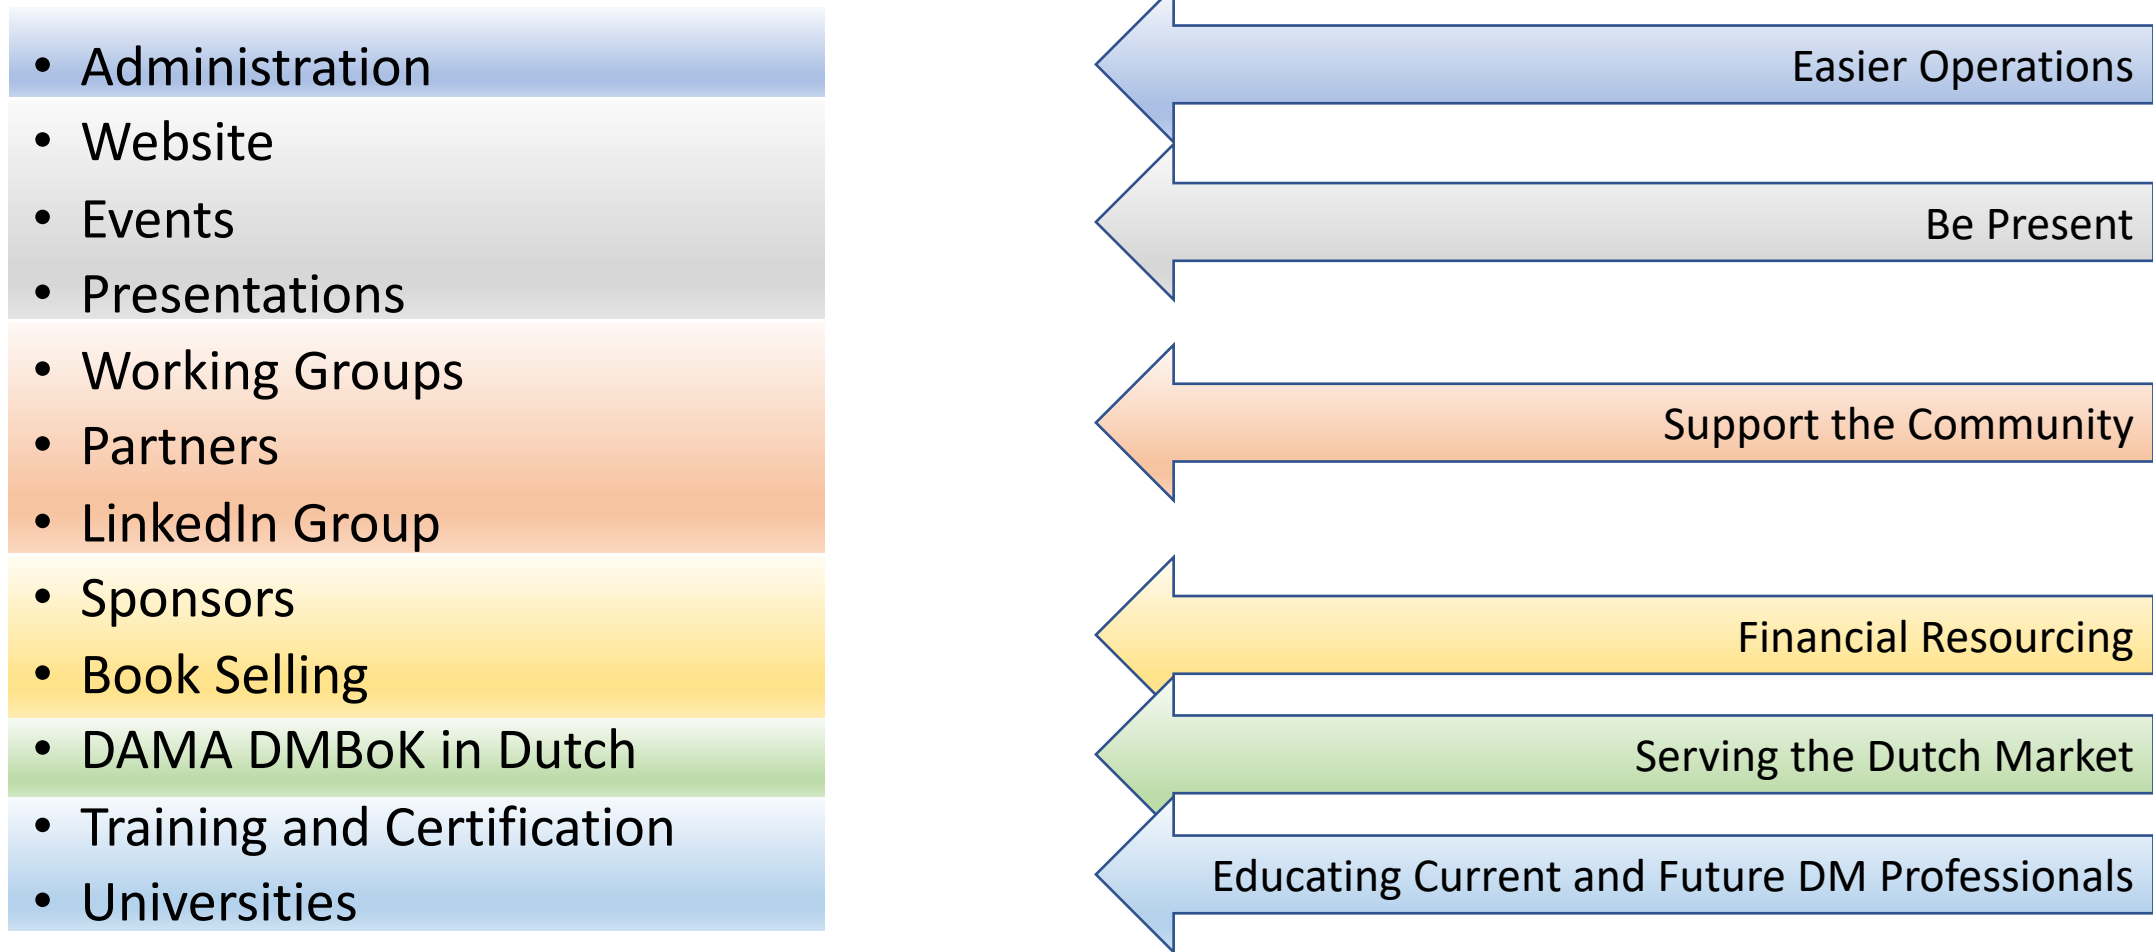 • Administration
• Website
• Events
• Presentations
• Working Groups
• Partners
• LinkedIn Group
• Sponsors
• Book Selling
• DAMA DMBoK in Dutch
• Training and Certification
• Universities
Easier Operations
Be Present
Support the Community
Financial Resourcing
Serving the Dutch Market
Educating Current and Future DM Professionals